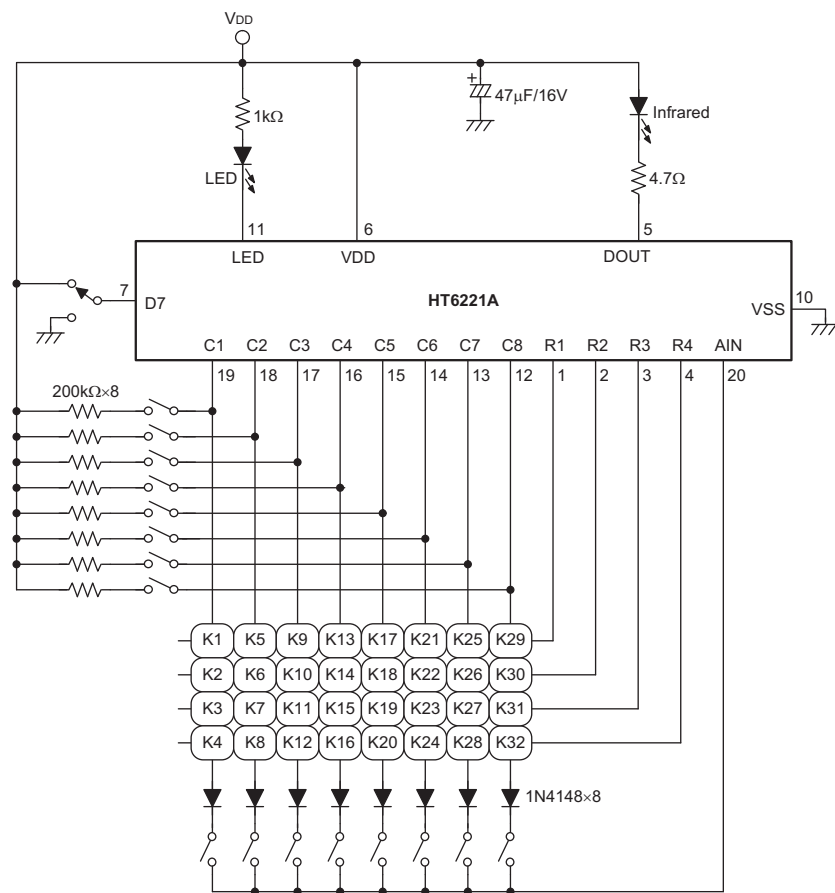 VDD
47µF/16V
1kΩ
Infrared
LED
4.7Ω
11 6 5
LED VDD DOUT
7 D7 HT6221A VSS 10
C1 C2 C3 C4 C5 C6 C7 C8 R1 R2 R3 R4 AIN
19 18 17 16 15 14 13 12 1 2 3 4 20
200kΩ×8
K1 K5 K9 K13 K17 K21 K25 K29
K2 K6 K10 K14 K18 K22 K26 K30
K3 K7 K11 K15 K19 K23 K27 K31
K4 K8 K12 K16 K20 K24 K28 K32
1N4148×8